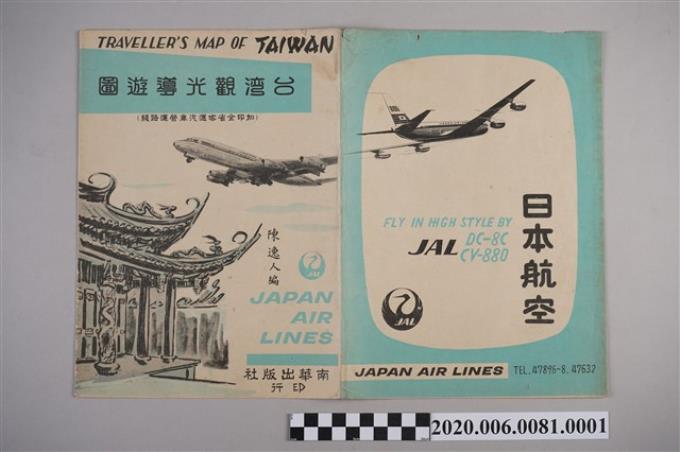 TRAVELLER'S MAP OF TAIWAN
圖遊導光觀灣台
(線路運營車汽運客省全印加)
陳逸人編
JAL
JAPAN
AIR
LINES
社版出華南
行印
FLY IN HIGH STYLE BY
JAL DC-8C
CV-880
日本航空
JAL
JAPAN AIR LINES
TEL. 47896-8. 47632
2020.006.0081.0001